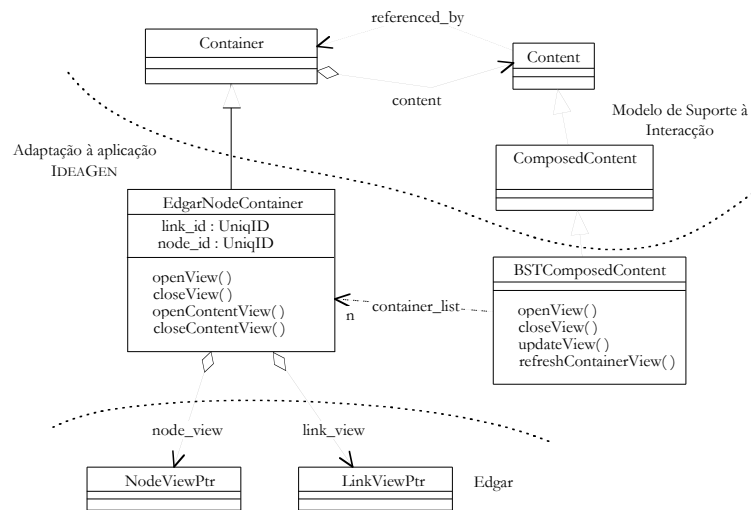 referenced_by
Container
Content
content
Modelo de Suporte à
Interacção
Adaptação à aplicação
IDEAGEN
ComposedContent
EdgarNodeContainer
link_id : UniqID
node_id : UniqID
openView( )
closeView( )
openContentView( )
closeContentView( )
container_list
n
BSTComposedContent
openView( )
closeView( )
updateView( )
refreshContainerView( )
node_view
link_view
NodeViewPtr
LinkViewPtr
Edgar